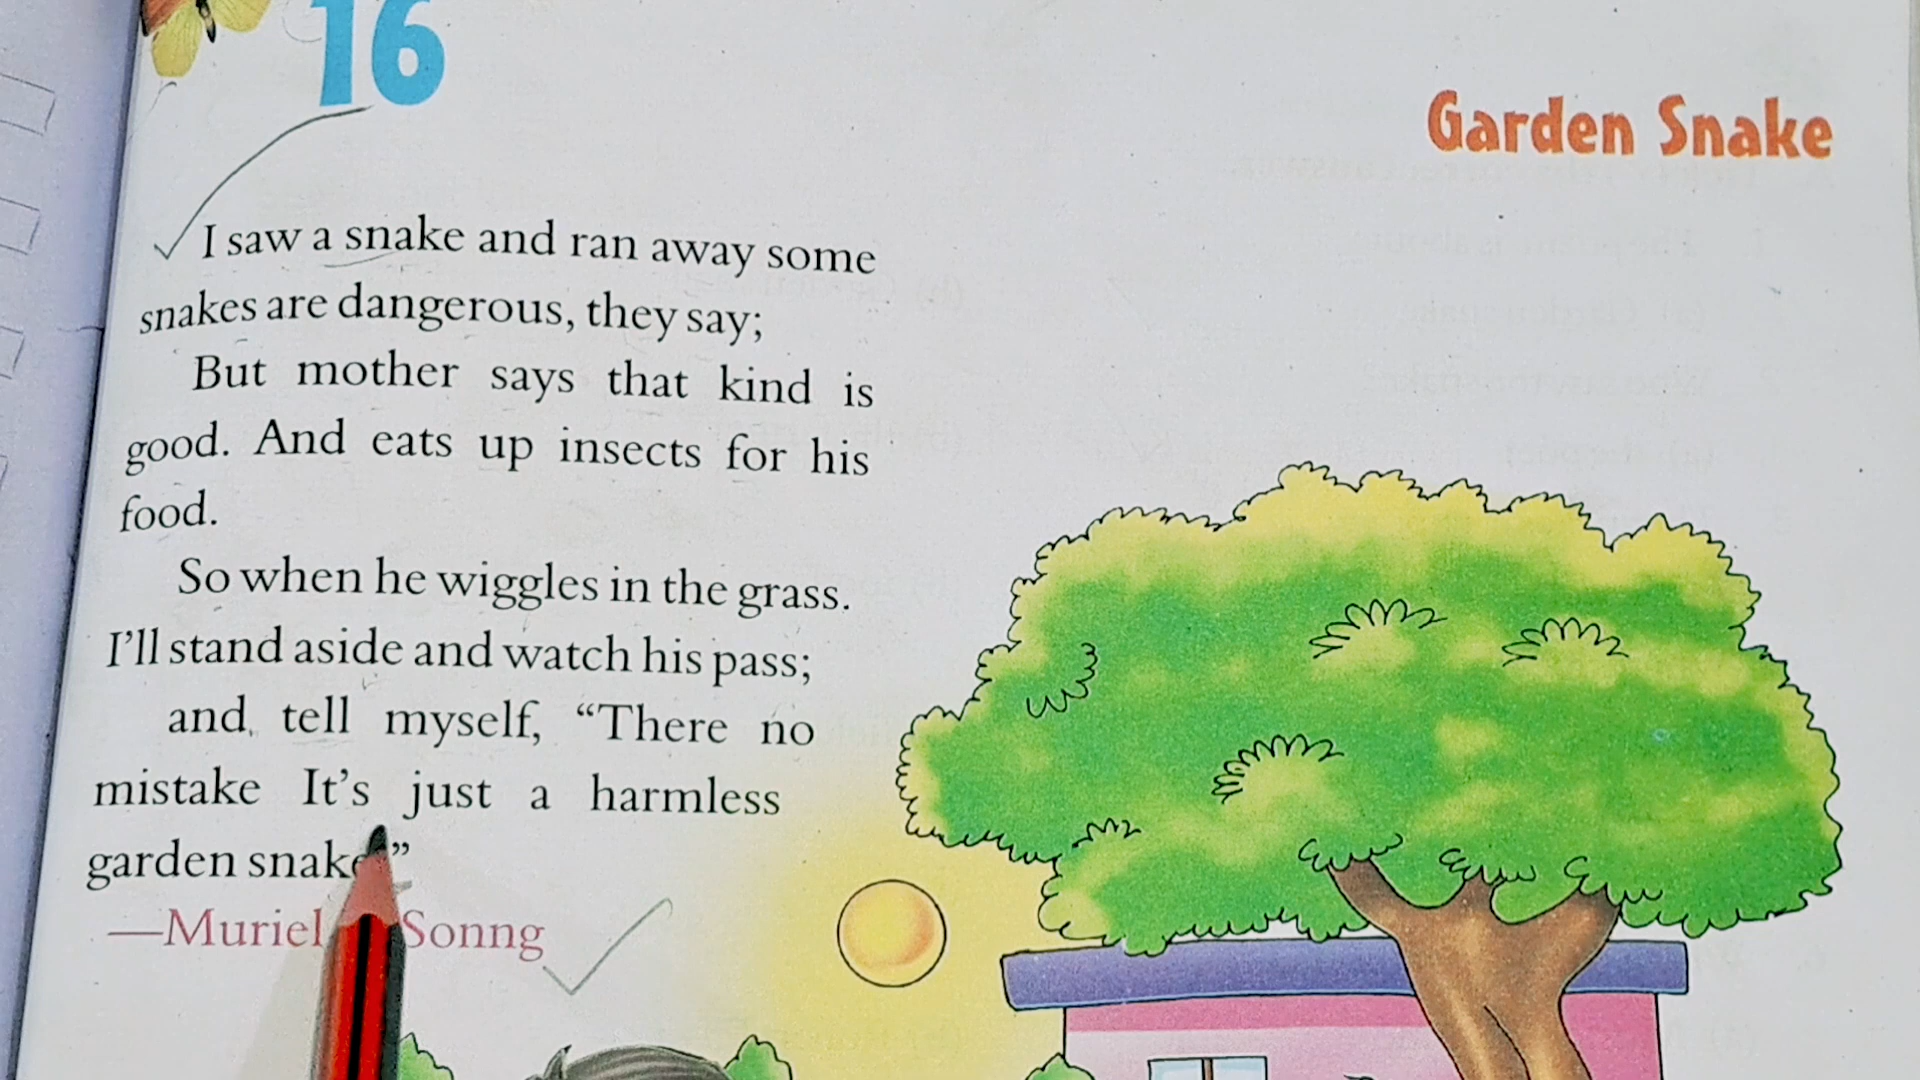 16
Garden Snake
I saw a snake and ran away some
snakes are dangerous, they say;
But mother says that kind is
good. And eats up insects for his
food.
So when he wiggles in the grass.
I'll stand aside and watch his pass;
and tell myself, “There no
mistake It's just a harmless
garden snake”
—Muriel Sonng